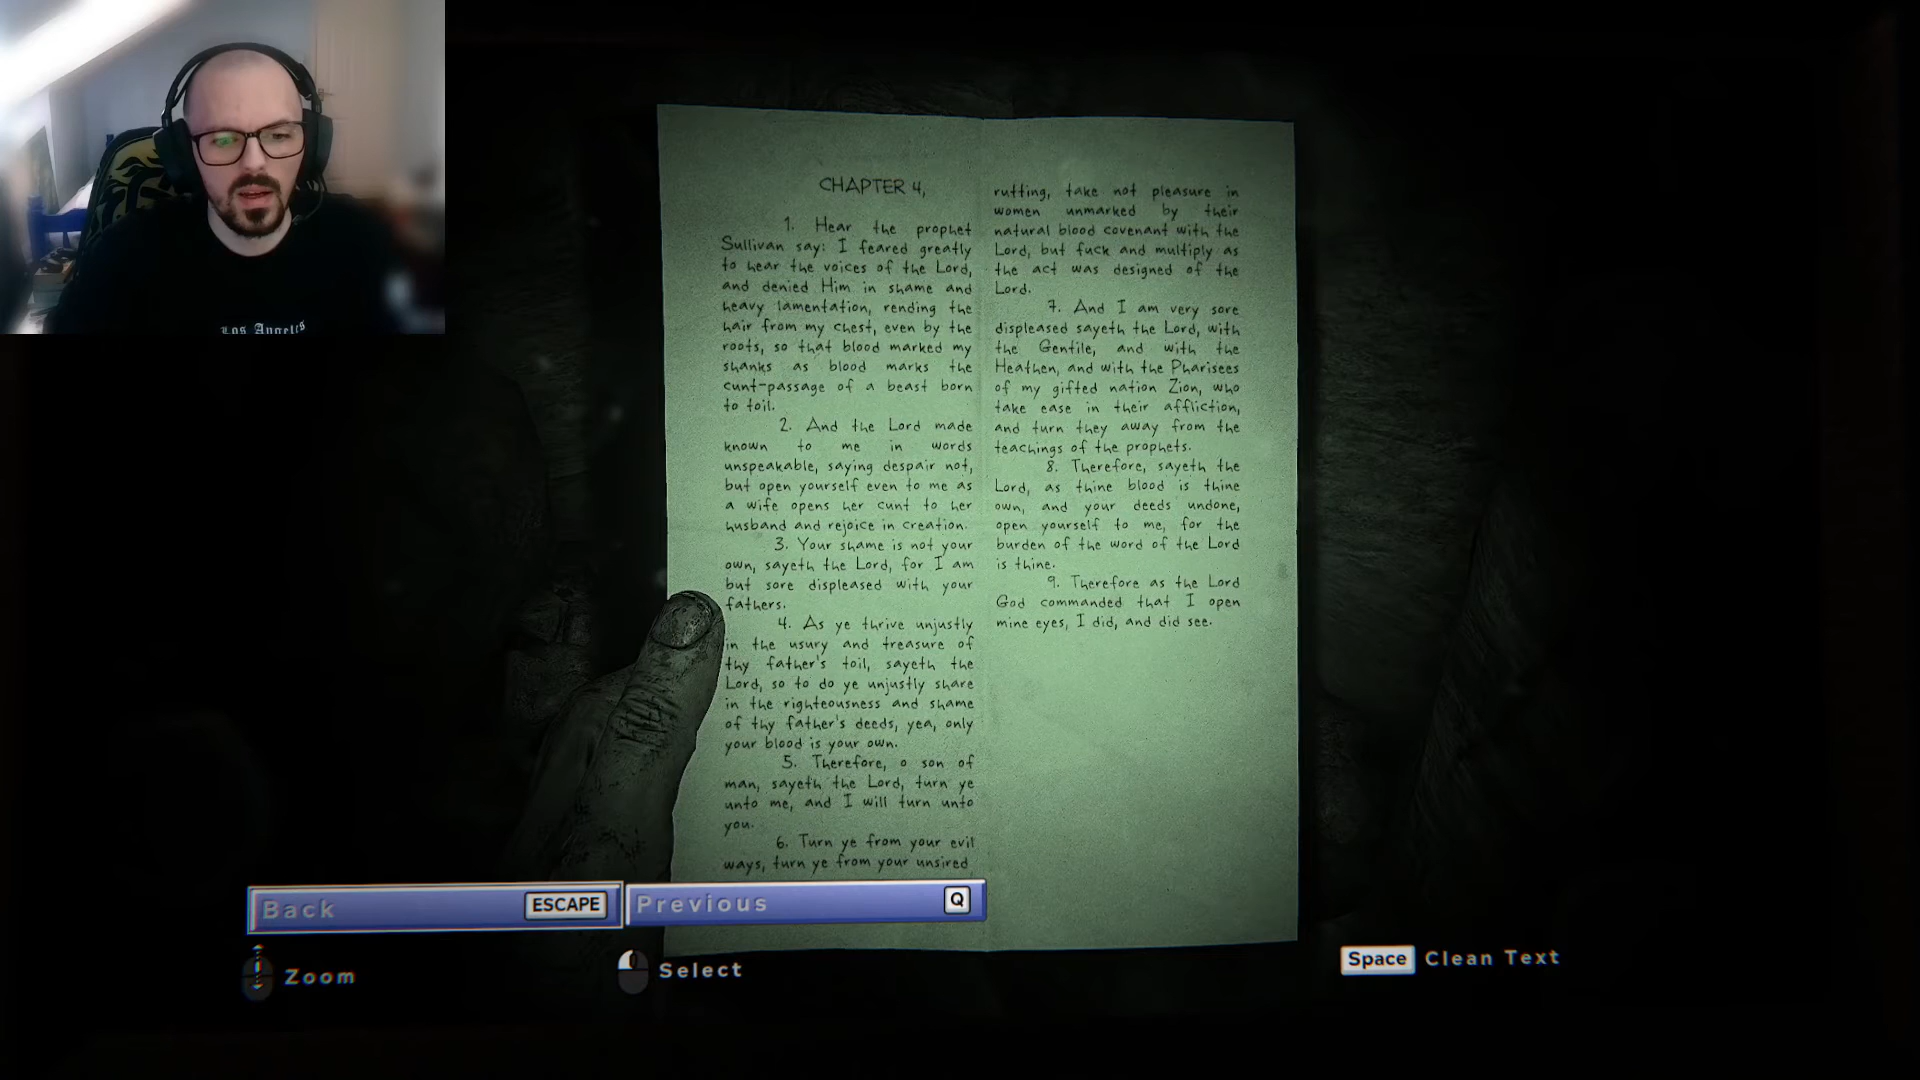 Los Angeles
CHAPTER 4,
1. Hear the prophet
Sullivan say: I feared greatly
to hear the voices of the Lord,
and denied Him in shame and
heavy lamentation, rending the
hair from my chest, even by the
roots, so that blood marked my
shanks as blood marks the
cunt-passage of a beast born
to toil.
2. And the Lord made
known to me in words
unspeakable, saying despair not,
but open yourself even to me as
a wife opens her cunt to her
husband and rejoice in creation.
3. Your shame is not your
own, sayeth the Lord, for I am
but sore displeased with your
fathers.
4. As ye thrive unjustly
in the usury and treasure of
thy father's toil, sayeth the
Lord, so to do ye unjustly share
in the righteousness and shame
of thy father's deeds, yea, only
your blood is your own.
5. Therefore, o son of
man, sayeth the Lord, turn ye
unto me, and I will turn unto
you.
6. Turn ye from your evil
ways, turn ye from your unsired
rutting, take not pleasure in
women unmarked by their
natural blood covenant with the
Lord, but fuck and multiply as
the act was designed of the
Lord.
7. And I am very sore
displeased sayeth the Lord, with
the Gentile, and with the
Heathen, and with the Pharisees
of my gifted nation Zion, who
take ease in their affliction,
and turn they away from the
teachings of the prophets.
8. Therefore, sayeth the
Lord, as thine blood is thine
own, and your deeds undone,
open yourself to me, for the
burden of the word of the Lord
is thine.
9. Therefore as the Lord
God commanded that I open
mine eyes, I did, and did see.
Back ESCAPE
Previous Q
Zoom
Select
Space Clean Text